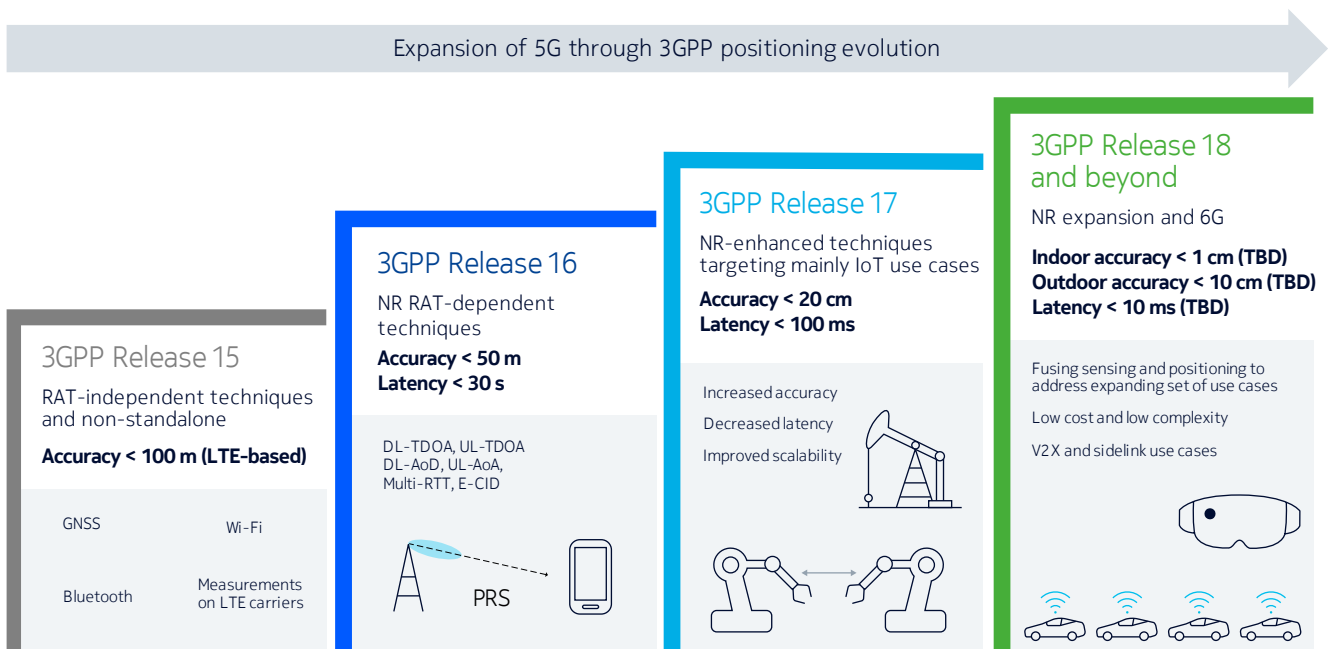 Expansion of 5G through 3GPP positioning evolution
3GPP Release 15
RAT-independent techniques
and non-standalone
Accuracy < 100 m (LTE-based)
GNSS
Wi-Fi
Bluetooth
Measurements
on LTE carriers
3GPP Release 16
NR RAT-dependent
techniques
Accuracy < 50 m
Latency < 30 s
DL-TDOA, UL-TDOA
DL-AoD, UL-AoA,
Multi-RTT, E-CID
PRS
3GPP Release 17
NR-enhanced techniques
targeting mainly IoT use cases
Accuracy < 20 cm
Latency < 100 ms
Increased accuracy
Decreased latency
Improved scalability
3GPP Release 18
and beyond
NR expansion and 6G
Indoor accuracy < 1 cm (TBD)
Outdoor accuracy < 10 cm (TBD)
Latency < 10 ms (TBD)
Fusing sensing and positioning to
address expanding set of use cases
Low cost and low complexity
V2X and sidelink use cases